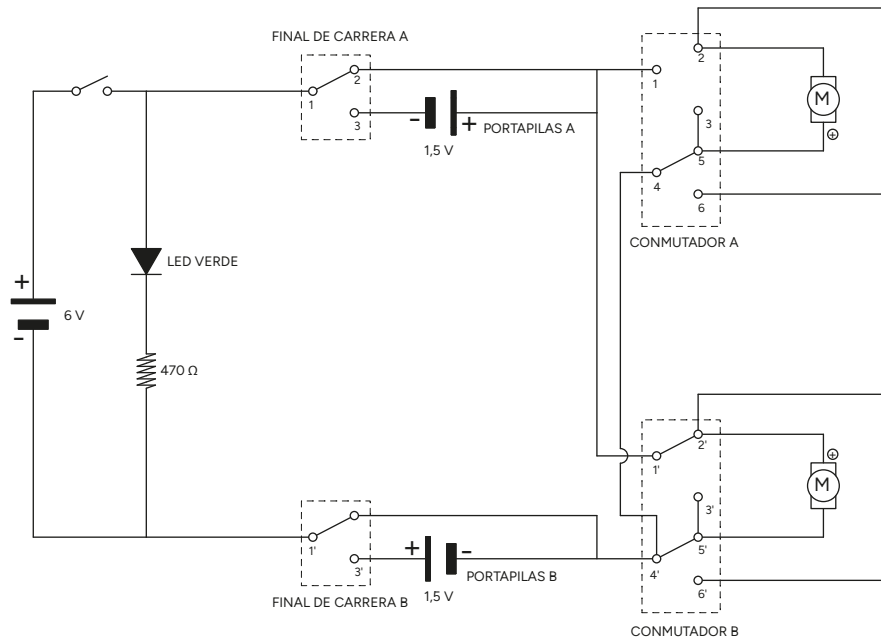 FINAL DE CARRERA A
1
2
3
-
+
PORTAPILAS A
1,5 V
1
2
3
4
5
6
M
+
CONMUTADOR A
LED VERDE
+
6 V
-
470 Ω
1'
3'
+
-
PORTAPILAS B
1,5 V
FINAL DE CARRERA B
1'
2'
3'
4'
5'
6'
+
M
CONMUTADOR B